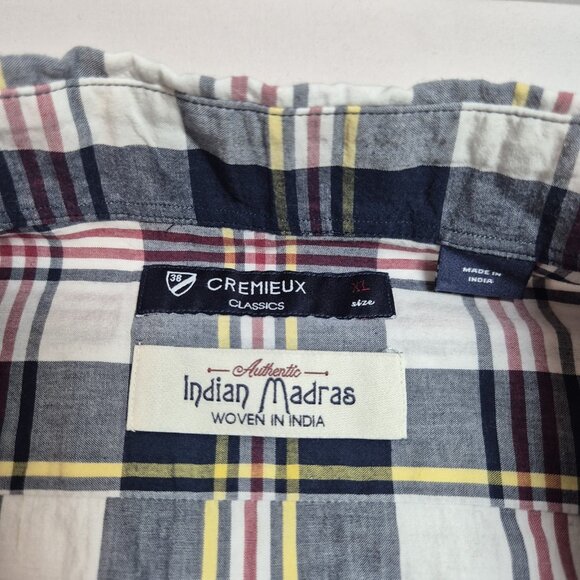 MADE IN
INDIA
38
CREMIEUX
CLASSICS
XL
size
Authentic
Indian Madras
WOVEN IN INDIA